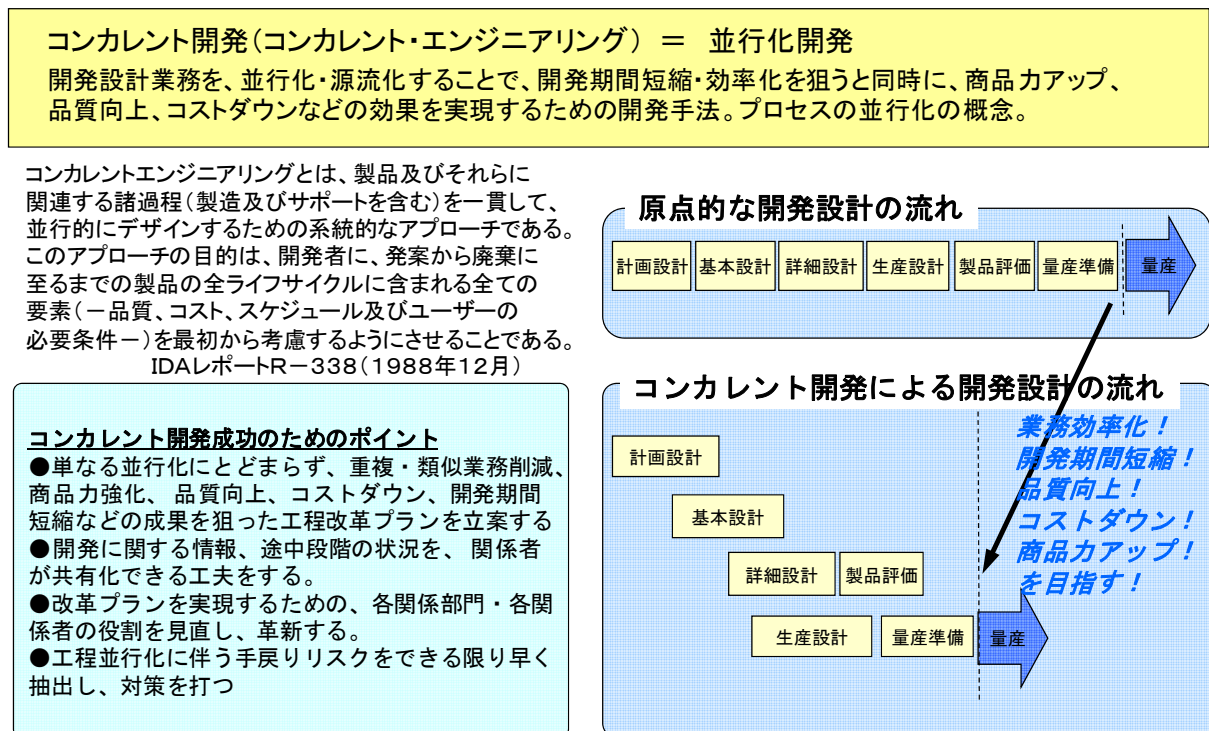 コンカレント開発(コンカレント・エンジニアリング) = 並行化開発
開発設計業務を、並行化・源流化することで、開発期間短縮・効率化を狙うと同時に、商品力アップ、
品質向上、コストダウンなどの効果を実現するための開発手法。プロセスの並行化の概念。
コンカレントエンジニアリングとは、製品及びそれらに
関連する諸過程(製造及びサポートを含む)を一貫して、
並行的にデザインするための系統的なアプローチである。
このアプローチの目的は、開発者に、発案から廃棄に
至るまでの製品の全ライフサイクルに含まれる全ての
要素(-品質、コスト、スケジュール及びユーザーの
必要条件-)を最初から考慮するようにさせることである。
IDAレポートR-338(1988年12月)
コンカレント開発成功のためのポイント
●単なる並行化にとどまらず、重複・類似業務削減、
商品力強化、 品質向上、コストダウン、開発期間
短縮などの成果を狙った工程改革プランを立案する
●開発に関する情報、途中段階の状況を、 関係者
が共有化できる工夫をする。
●改革プランを実現するための、各関係部門・各関
係者の役割を見直し、革新する。
●工程並行化に伴う手戻りリスクをできる限り早く
抽出し、対策を打つ
原点的な開発設計の流れ
計画設計 基本設計 詳細設計 生産設計 製品評価 量産準備 量産
コンカレント開発による開発設計の流れ
業務効率化!
開発期間短縮!
品質向上!
コストダウン!
商品力アップ!
を目指す!
計画設計
基本設計
詳細設計 製品評価
生産設計 量産準備 量産